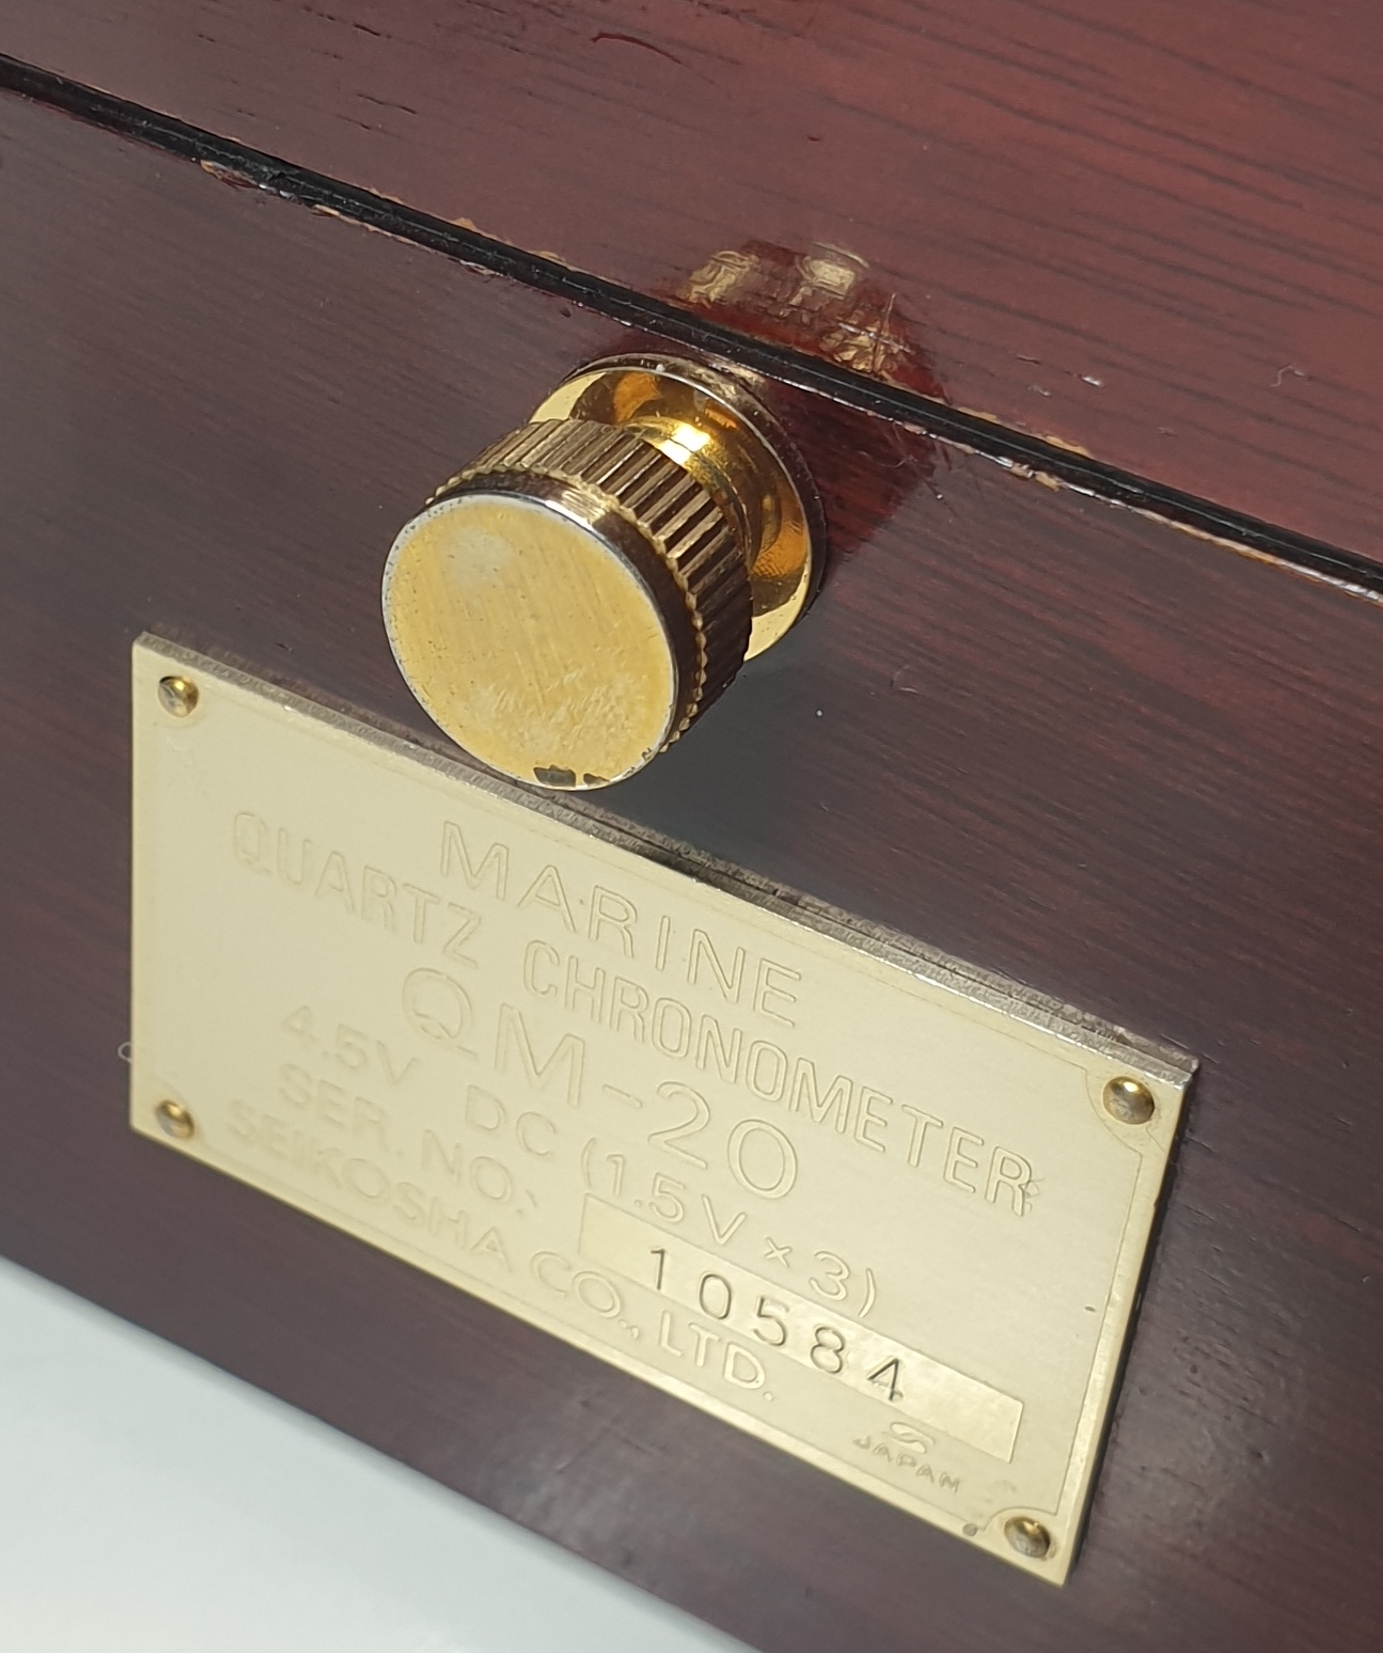 MARINE
QUARTZ CHRONOMETER
QM-20
4.5V DC (1.5V × 3)
SER. NO. 10584
SEIKOSHA CO., LTD.
JAPAN